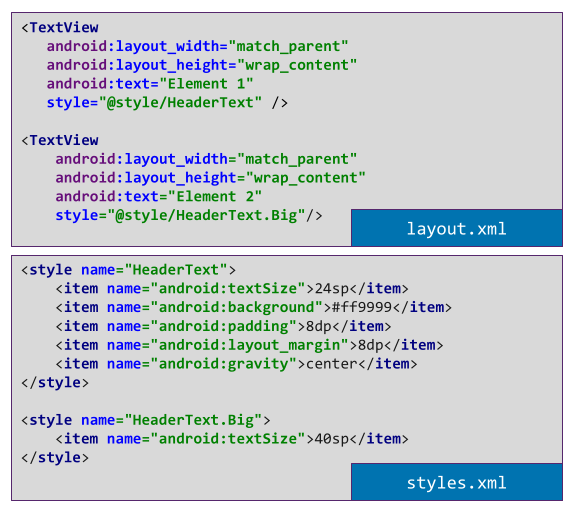 <TextView
android:layout_width="match_parent"
android:layout_height="wrap_content"
android:text="Element 1"
style="@style/HeaderText" />
<TextView
android:layout_width="match_parent"
android:layout_height="wrap_content"
android:text="Element 2"
style="@style/HeaderText.Big"/>
layout.xml
<style name="HeaderText">
<item name="android:textSize">24sp</item>
<item name="android:background">#ff9999</item>
<item name="android:padding">8dp</item>
<item name="android:layout_margin">8dp</item>
<item name="android:gravity">center</item>
</style>
<style name="HeaderText.Big">
<item name="android:textSize">40sp</item>
</style>
styles.xml